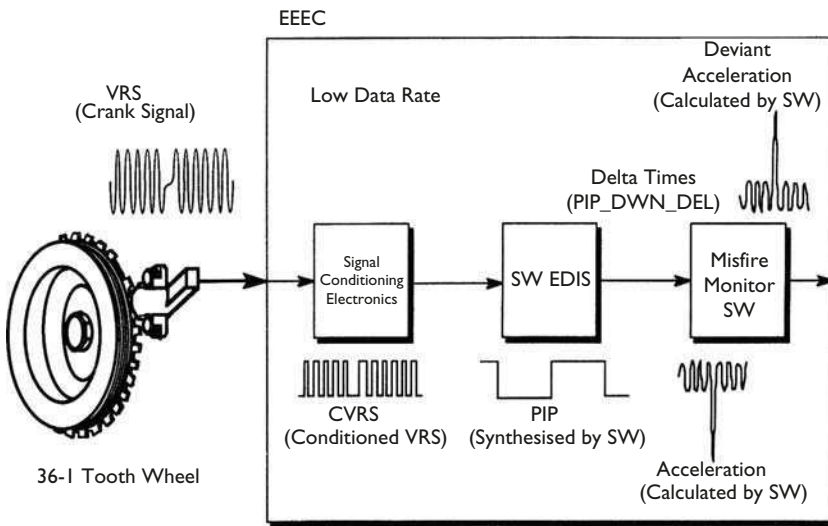 EEEC
Deviant
Acceleration
(Calculated by SW)
VRS
(Crank Signal)
Low Data Rate
Delta Times
(PIP_DWN_DEL)
Signal
Conditioning
Electronics
SW EDIS
Misfire
Monitor
SW
CVRS
(Conditioned VRS)
PIP
(Synthesised by SW)
36-1 Tooth Wheel
Acceleration
(Calculated by SW)